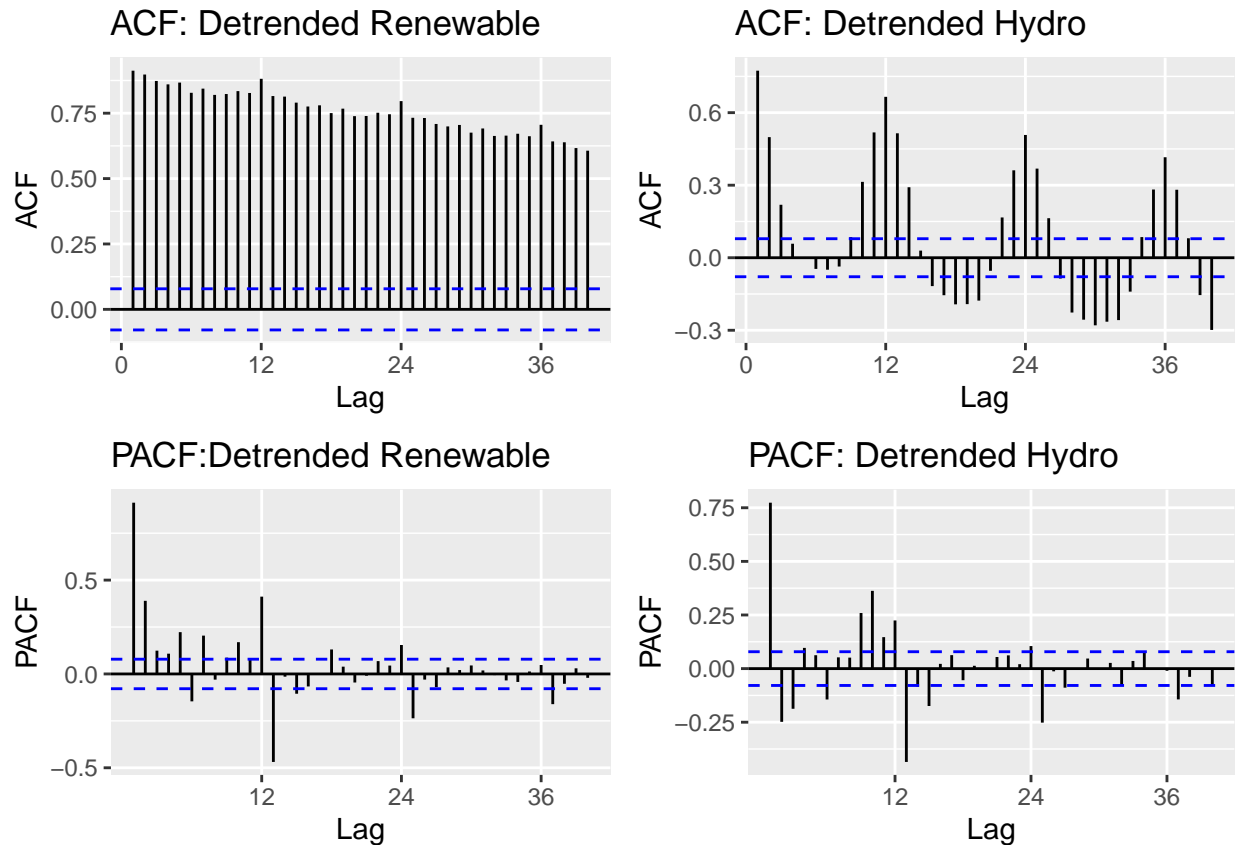 ACF: Detrended Renewable
ACF
0.75
0.50
0.25
0.00
0 12 24 36
Lag
ACF: Detrended Hydro
ACF
0.6
0.3
0.0
−0.3
0 12 24 36
Lag
PACF:Detrended Renewable
PACF
0.5
0.0
−0.5
12 24 36
Lag
PACF: Detrended Hydro
PACF
0.75
0.50
0.25
0.00
−0.25
12 24 36
Lag